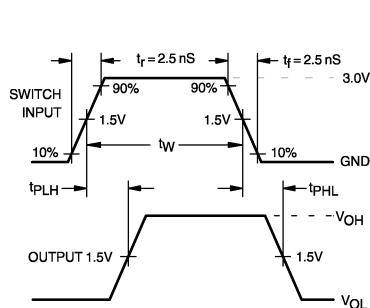 tr = 2.5 nS
tf = 2.5 nS
3.0V
SWITCH
INPUT
90%
90%
1.5V
1.5V
tW
10%
10%
GND
tPLH
tPHL
VOH
OUTPUT 1.5V
1.5V
VOL